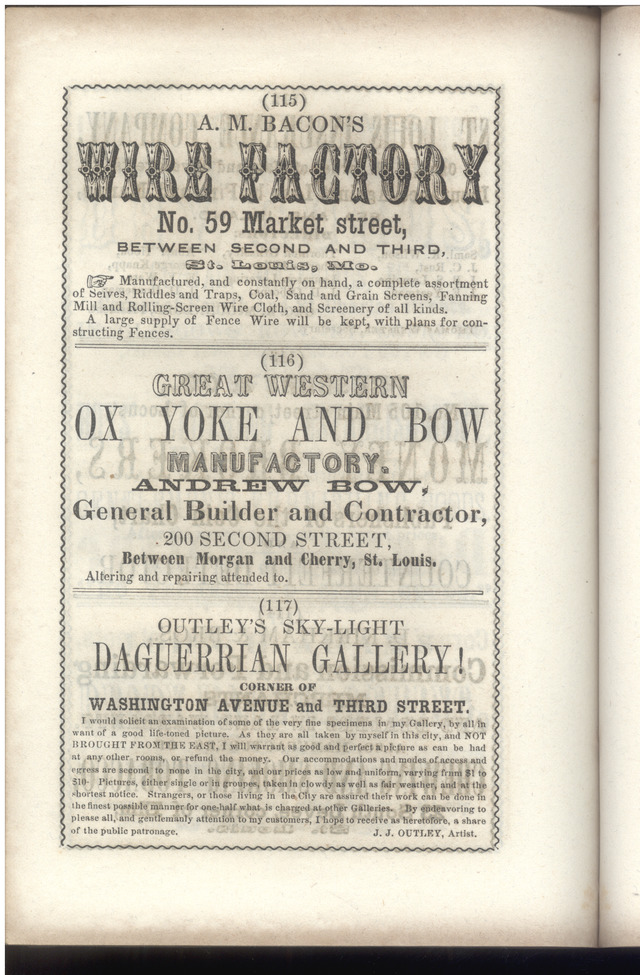 (115)
A. M. BACON'S
WIRE FACTORY
No. 59 Market street,
BETWEEN SECOND AND THIRD,
St. Louis, Mo.
☞ Manufactured, and constantly on hand, a complete assortment
of Seives, Riddles and Traps, Coal, Sand and Grain Screens, Fanning
Mill and Rolling-Screen Wire Cloth, and Screenery of all kinds.
A large supply of Fence Wire will be kept, with plans for con-
structing Fences.
(116)
GREAT WESTERN
OX YOKE AND BOW
MANUFACTORY.
ANDREW BOW,
General Builder and Contractor,
200 SECOND STREET,
Between Morgan and Cherry, St. Louis.
Altering and repairing attended to.
(117)
OUTLEY'S SKY-LIGHT
DAGUERRIAN GALLERY!
CORNER OF
WASHINGTON AVENUE and THIRD STREET.
I would solicit an examination of some of the very fine specimens in my Gallery, by all in
want of a good life-toned picture. As they are all taken by myself in this city, and NOT
BROUGHT FROM THE EAST, I will warrant as good and perfect a picture as can be had
at any other rooms, or refund the money. Our accommodations and modes of access and
egress are second to none in the city, and our prices as low and uniform, varying from $1 to
$10. Pictures, either single or in groupes, taken in clowdy as well as fair weather, and at the
shortest notice. Strangers, or those living in the City are assured their work can be done in
the finest possible manner for one-half what is charged at other Galleries. By endeavoring to
please all, and gentlemanly attention to my customers, I hope to receive as heretofore, a share
of the public patronage. J. J. OUTLEY, Artist.